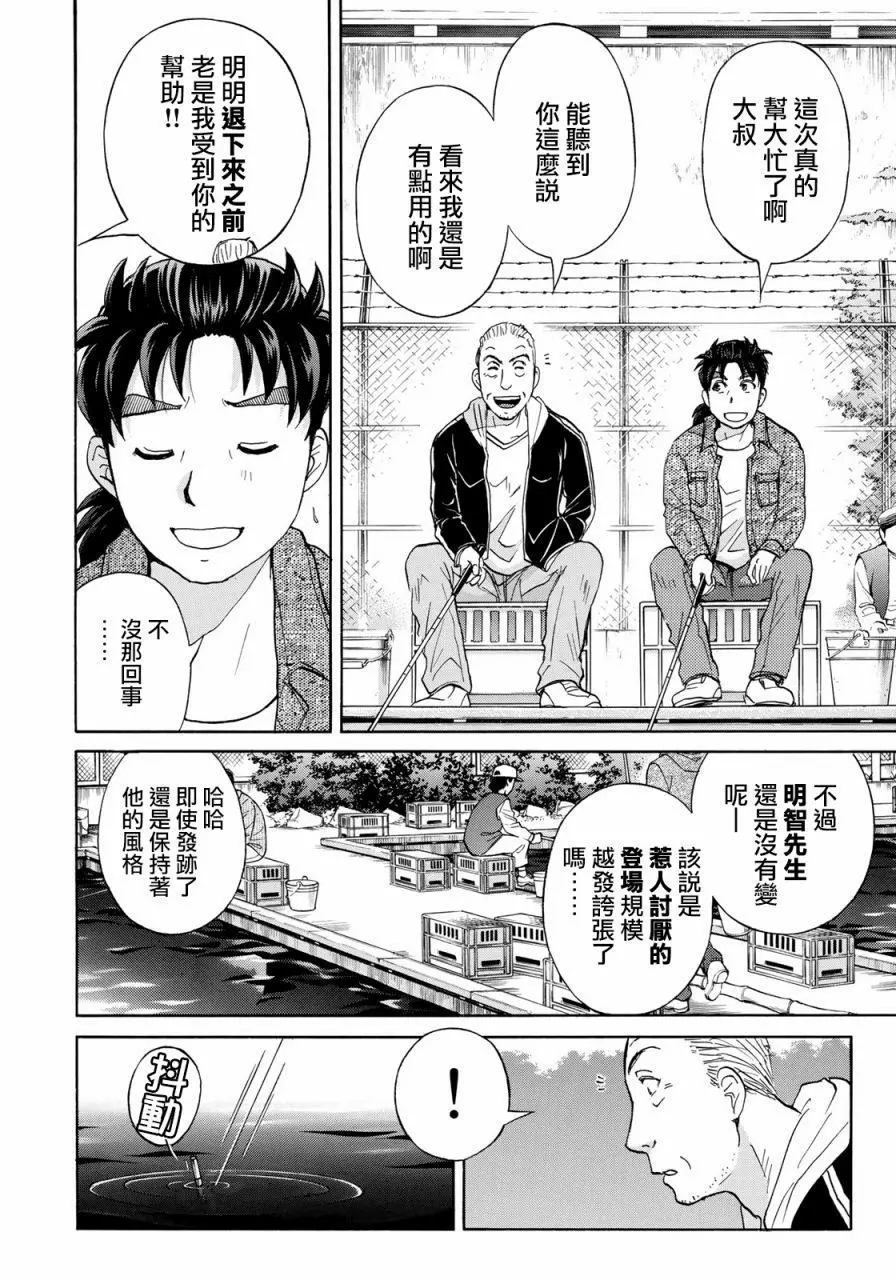 這次真的
幫大忙了啊
大叔
能聽到
你這麼説
看來我還是
有點用的啊
明明退下來之前
老是我受到你的
幫助!!
不
沒那回事
……
不過
明智先生
還是沒有變
呢ー
該說是
惹人討厭的
登場規模
越發誇張了
嗎……
哈哈
即使發跡了
還是保持著
他的風格
！
抖動